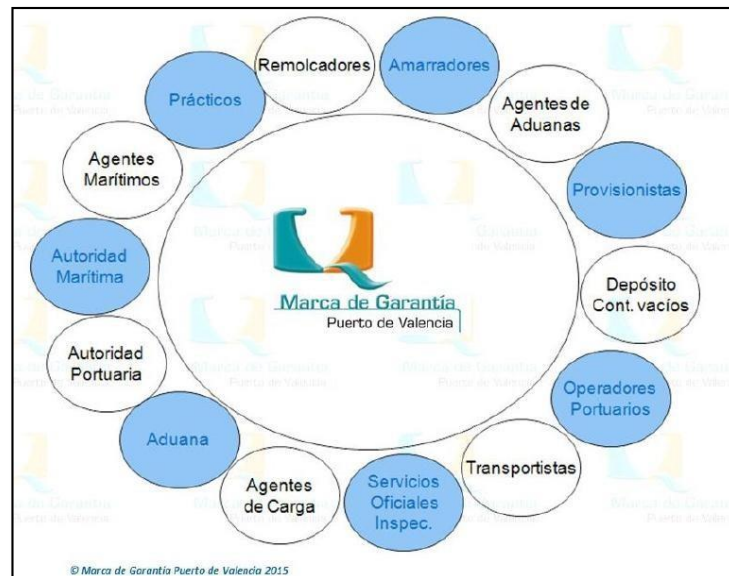 Remolcadores
Amarradores
Prácticos
Agentes de
Aduanas
Agentes
Marítimos
Provisionistas
Autoridad
Marítima
Marca de Garantía
Puerto de Valencia
Depósito
Cont. vacíos
Autoridad
Portuaria
Operadores
Portuarios
Aduana
Transportistas
Agentes
de Carga
Servicios
Oficiales
Inspec.
© Marca de Garantía Puerto de Valencia 2015